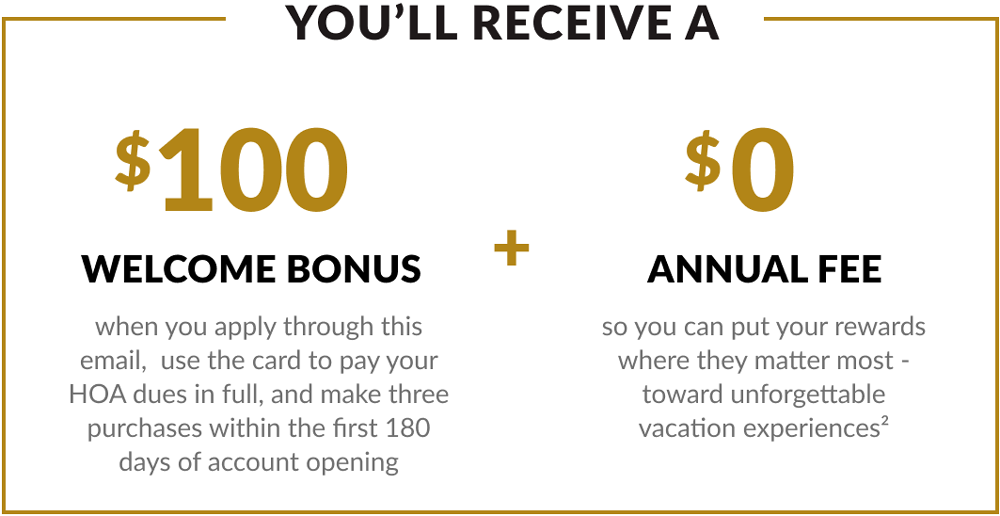 YOU’LL RECEIVE A
$100
WELCOME BONUS
when you apply through this
email,  use the card to pay your
HOA dues in full, and make three
purchases within the first 180
days of account opening
+
$0
ANNUAL FEE
so you can put your rewards
where they matter most -
toward unforgettable
vacation experiences²